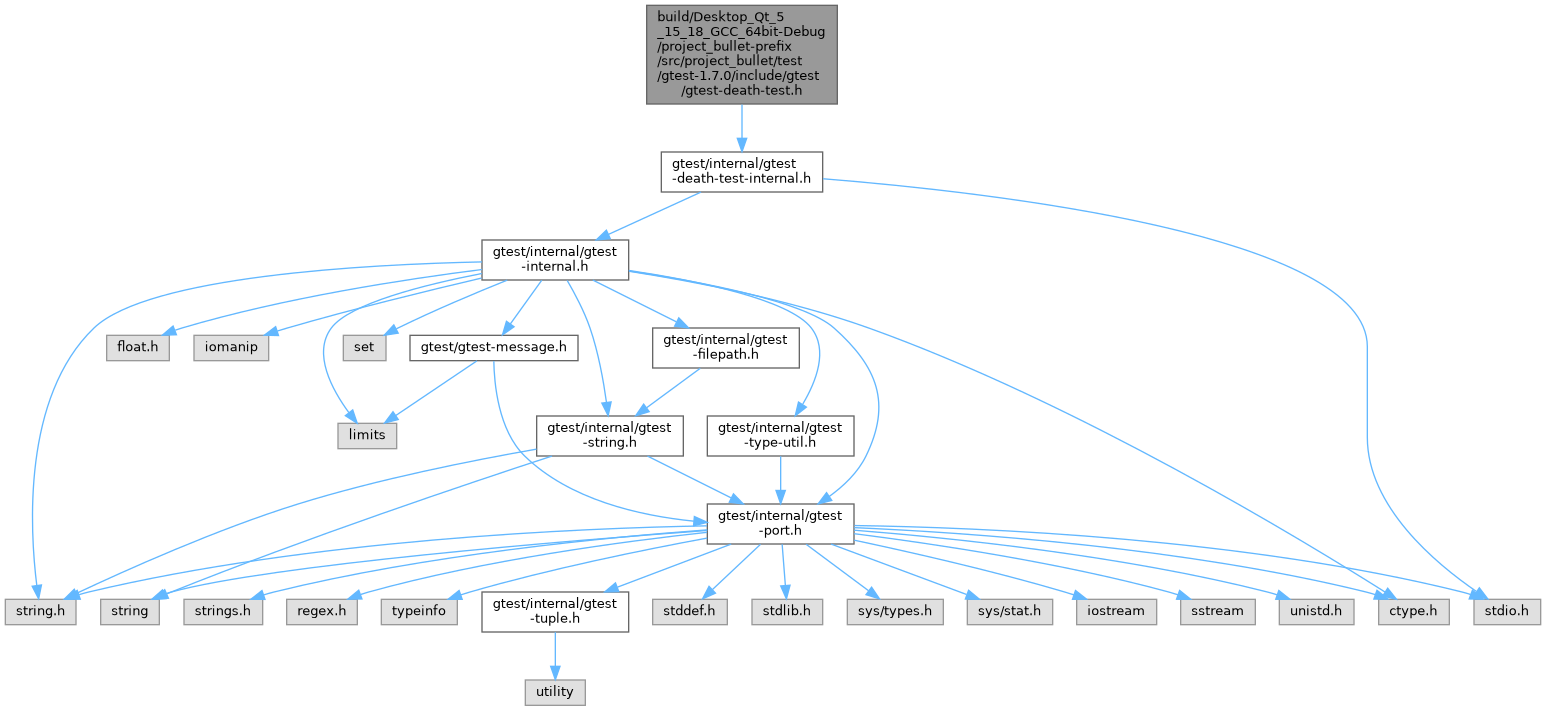 build/Desktop_Qt_5
_15_18_GCC_64bit-Debug
/project_bullet-prefix
/src/project_bullet/test
/gtest-1.7.0/include/gtest
/gtest-death-test.h
gtest/internal/gtest
-death-test-internal.h
gtest/internal/gtest
-internal.h
float.h
iomanip
set
gtest/gtest-message.h
gtest/internal/gtest
-filepath.h
limits
gtest/internal/gtest
-string.h
gtest/internal/gtest
-type-util.h
gtest/internal/gtest
-port.h
string.h
string
strings.h
regex.h
typeinfo
gtest/internal/gtest
-tuple.h
stddef.h
stdlib.h
sys/types.h
sys/stat.h
iostream
sstream
unistd.h
ctype.h
stdio.h
utility